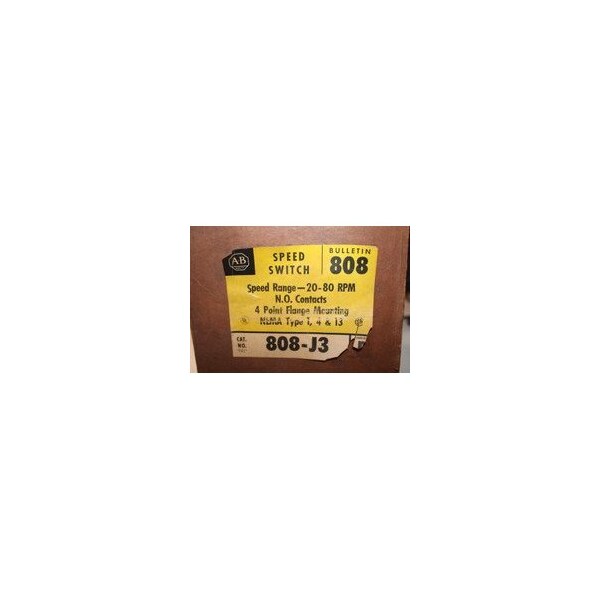 AB
SPEED
SWITCH
BULLETIN
808
Speed Range—20-80 RPM
N.O. Contacts
4 Point Flange Mounting
NEMA Type 1, 4 & 13
CAT.
NO.
808-J3